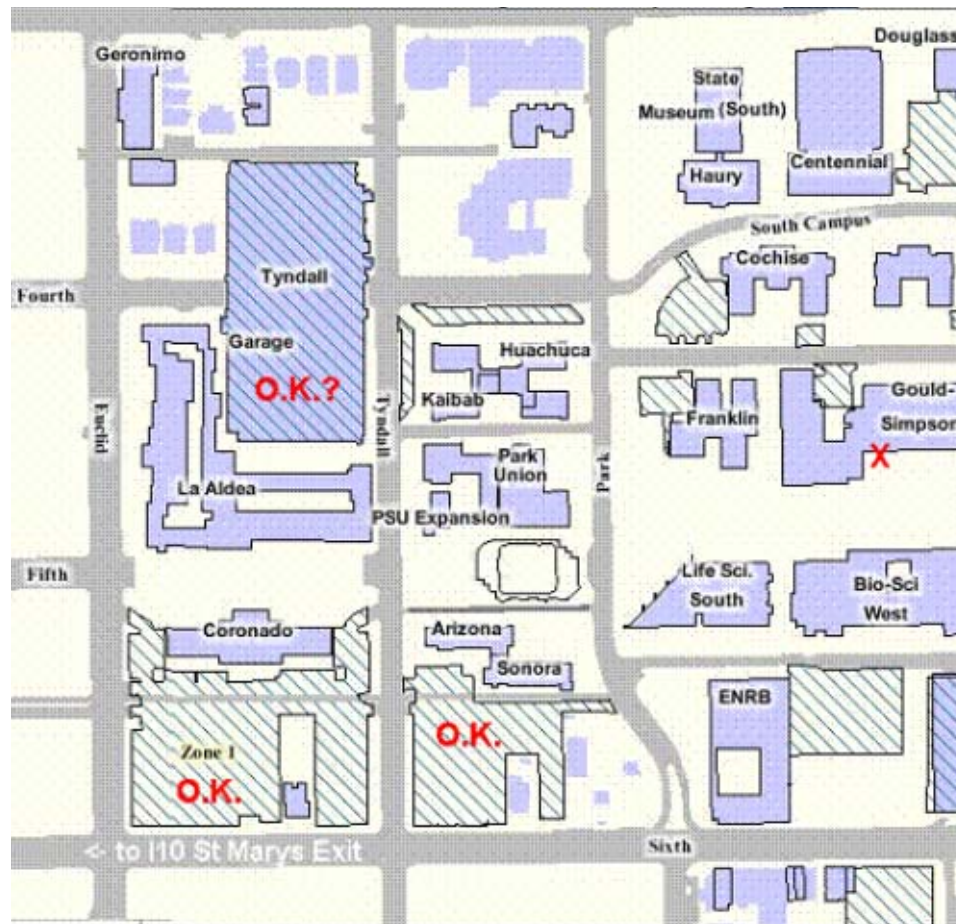 Geronimo
Douglass
State
Museum (South)
Haury
Centennial
South Campus
Tyndall
Cochise
Fourth
Garage
Huachuca
O.K.?
Kaibab
Gould-
Franklin
Simpson
X
Euclid
Tyndall
Park
Park
Union
La Aldea
PSU Expansion
Fifth
Life Sci.
South
Bio-Sci
West
Coronado
Arizona
Sonora
ENRB
O.K.
Zone 1
O.K.
<- to I10 St Marys Exit
Sixth